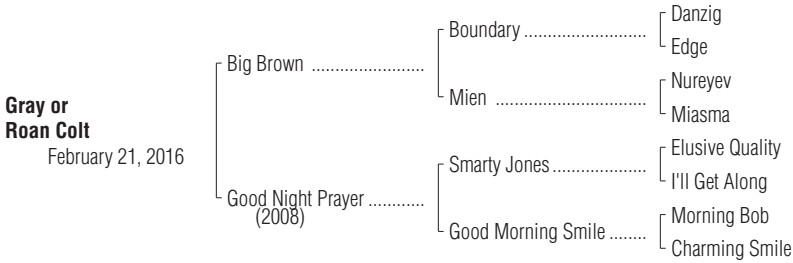 Gray or
Roan Colt
February 21, 2016
Big Brown ........................
Good Night Prayer ............
(2008)
Boundary ..........................
Mien ................................
Smarty Jones....................
Good Morning Smile ........
Danzig
Edge
Nureyev
Miasma
Elusive Quality
I'll Get Along
Morning Bob
Charming Smile